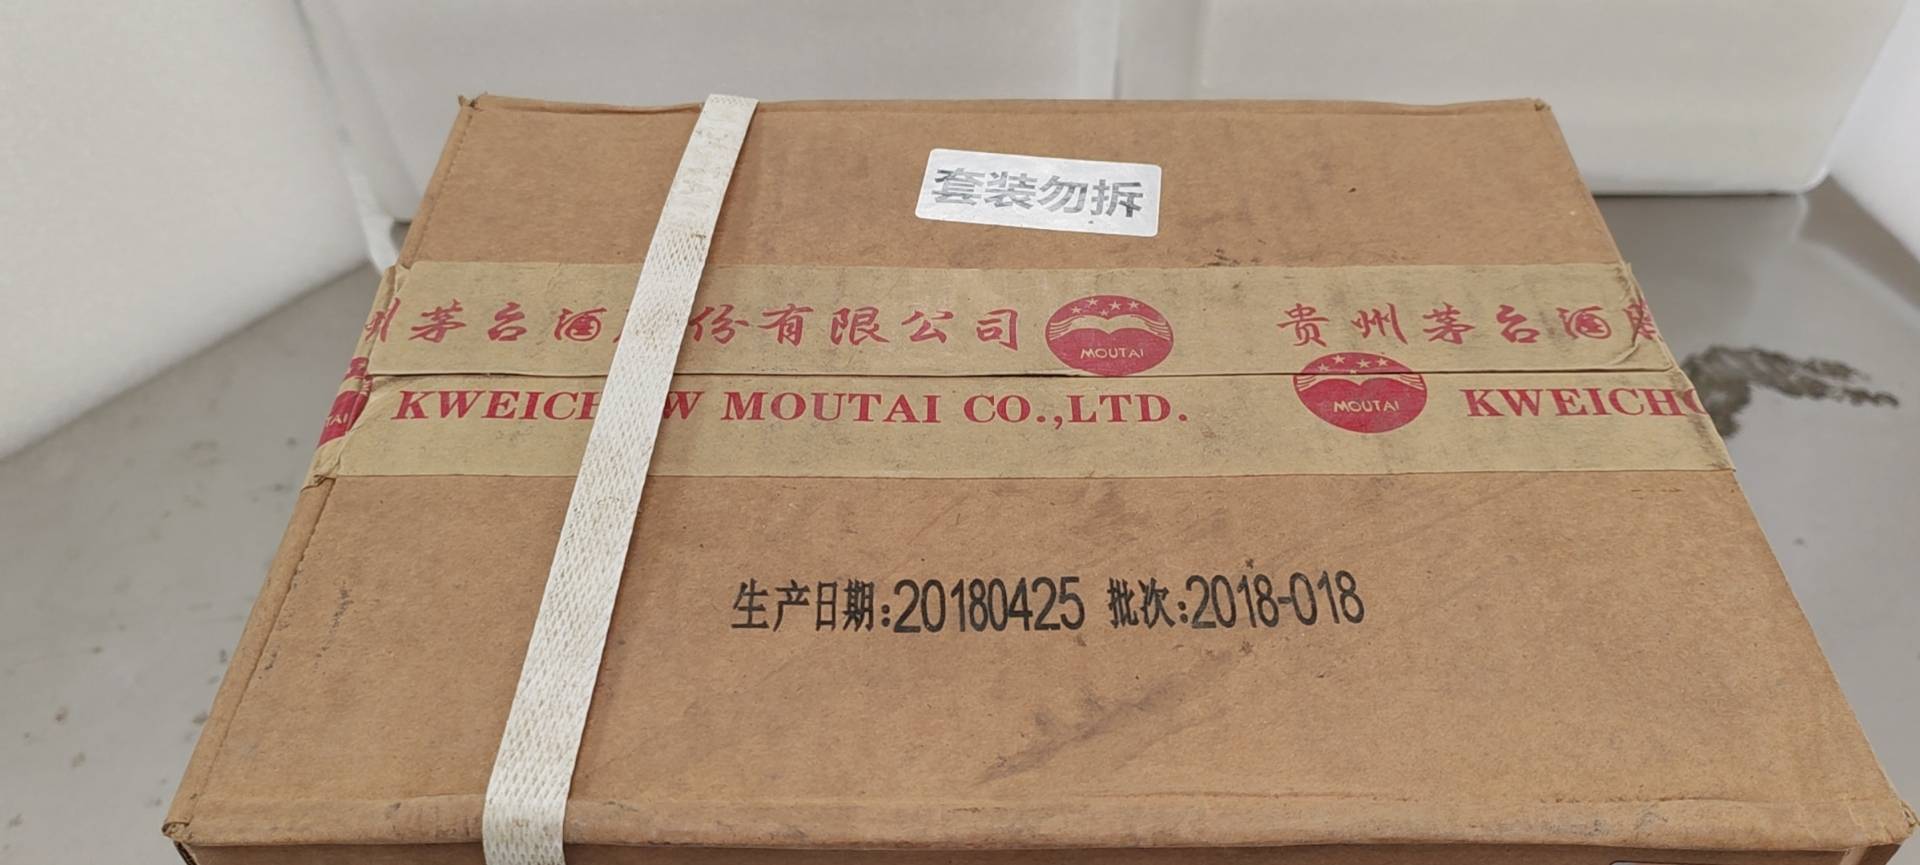 套装勿拆
州茅台酒 份有限公司 MOUTAI 贵州茅台酒
TAI KWEICH W MOUTAI CO.,LTD. MOUTAI KWEICHO
生产日期:20180425 批次:2018-018